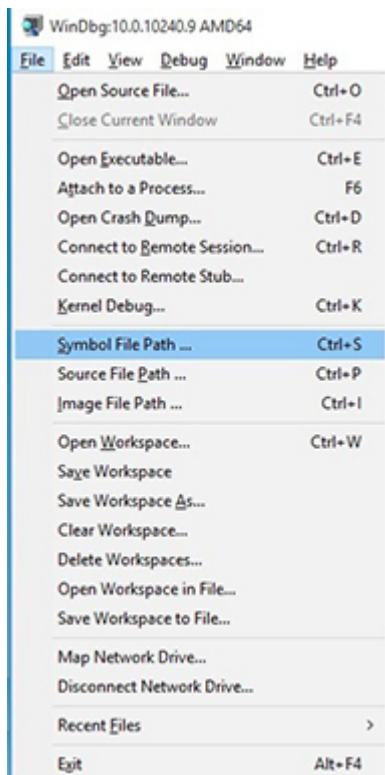 WinDbg:10.0.10240.9 AMD64
File Edit View Debug Window Help
Open Source File... Ctrl+O
Close Current Window Ctrl+F4
Open Executable... Ctrl+E
Attach to a Process... F6
Open Crash Dump... Ctrl+D
Connect to Remote Session... Ctrl+R
Connect to Remote Stub...
Kernel Debug... Ctrl+K
Symbol File Path ... Ctrl+S
Source File Path ... Ctrl+P
Image File Path ... Ctrl+I
Open Workspace... Ctrl+W
Save Workspace
Save Workspace As...
Clear Workspace...
Delete Workspaces...
Open Workspace in File...
Save Workspace to File...
Map Network Drive...
Disconnect Network Drive...
Recent Files >
Exit Alt+F4